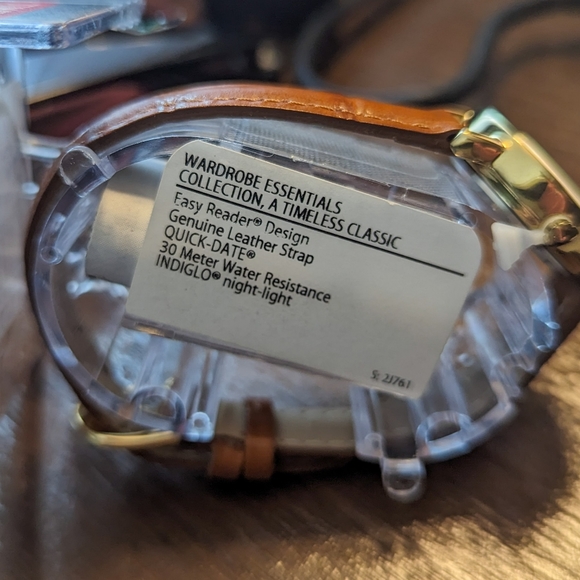 WARDROBE ESSENTIALS
COLLECTION, A TIMELESS CLASSIC
Easy Reader® Design
Genuine Leather Strap
QUICK-DATE®
30 Meter Water Resistance
INDIGLO® night-light
S: 2J761